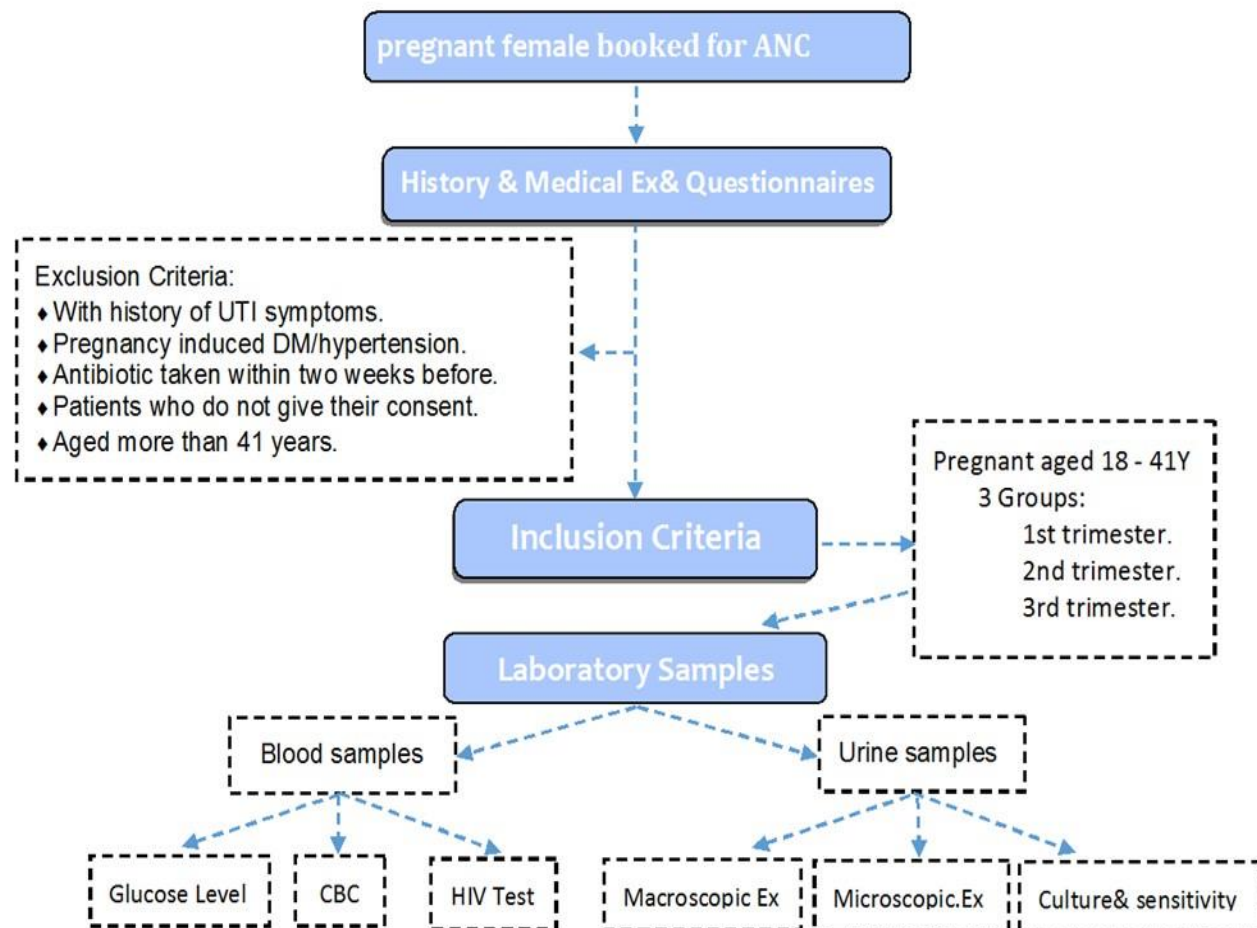 pregnant female booked for ANC
History & Medical Ex& Questionnaires
Exclusion Criteria:
♦With history of UTI symptoms.
♦Pregnancy induced DM/hypertension.
♦Antibiotic taken within two weeks before.
♦Patients who do not give their consent.
♦Aged more than 41 years.
Inclusion Criteria
Pregnant aged 18 - 41Y
3 Groups:
1st trimester.
2nd trimester.
3rd trimester.
Laboratory Samples
Blood samples
Urine samples
Glucose Level
CBC
HIV Test
Macroscopic Ex
Microscopic.Ex
Culture& sensitivity